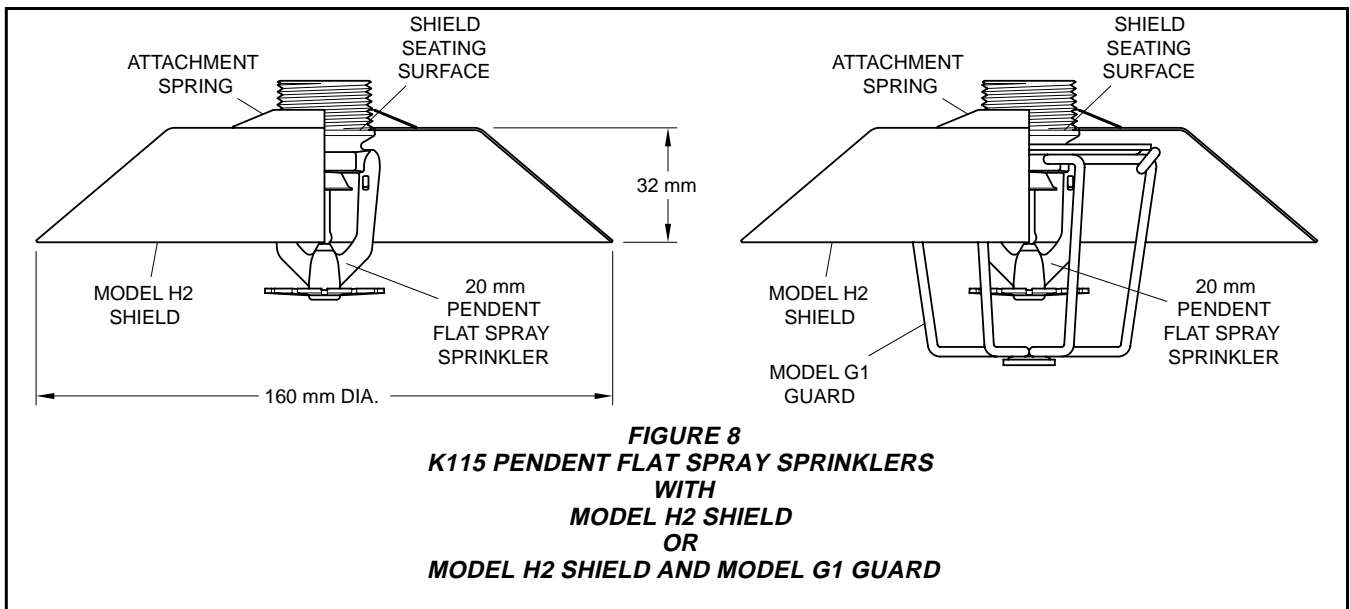 ATTACHMENT
SPRING
SHIELD
SEATING
SURFACE
32 mm
MODEL H2
SHIELD
20 mm
PENDENT
FLAT SPRAY
SPRINKLER
160 mm DIA.
ATTACHMENT
SPRING
SHIELD
SEATING
SURFACE
MODEL H2
SHIELD
MODEL G1
GUARD
20 mm
PENDENT
FLAT SPRAY
SPRINKLER
FIGURE 8
K115 PENDENT FLAT SPRAY SPRINKLERS
WITH
MODEL H2 SHIELD
OR
MODEL H2 SHIELD AND MODEL G1 GUARD